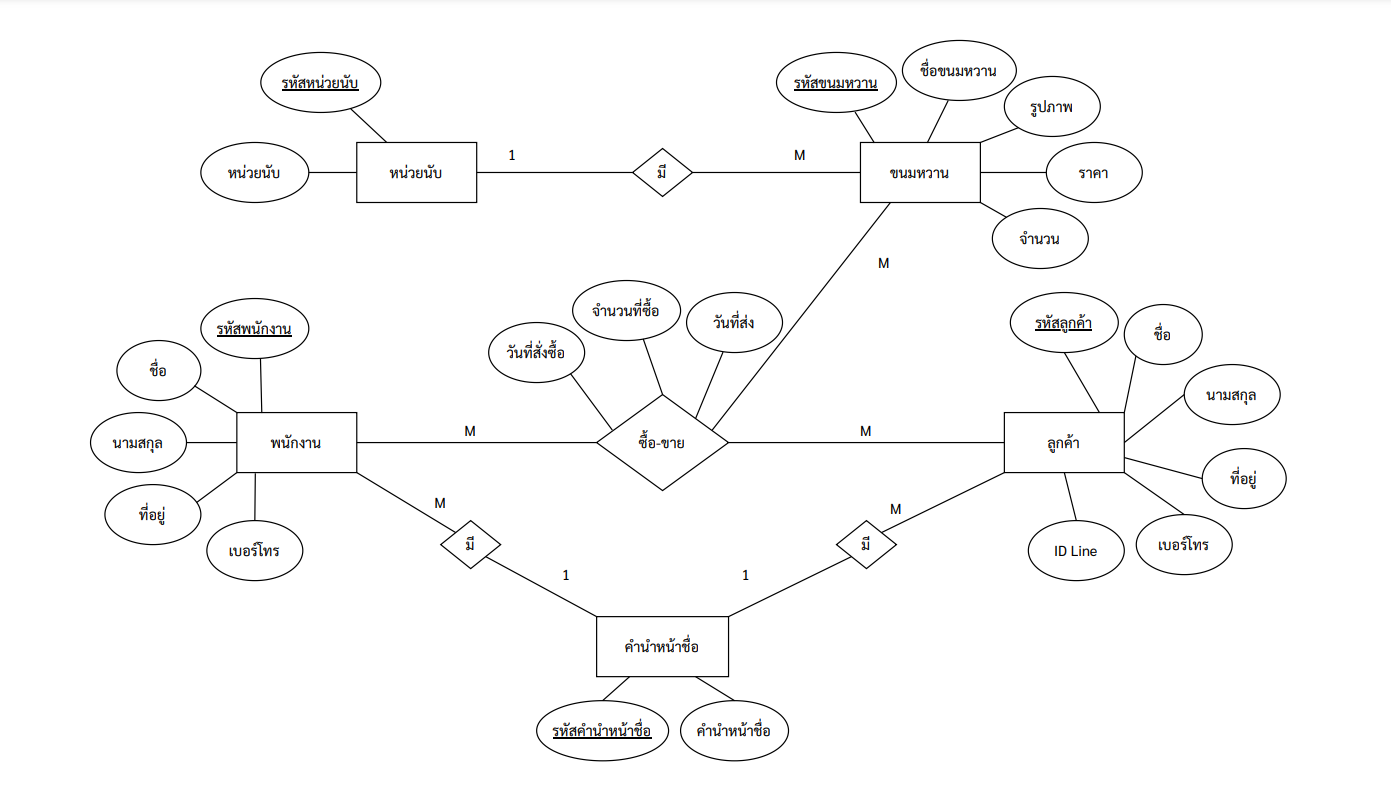 รหัสหน่วยนับ
หน่วยนับ
หน่วยนับ
1
มี
M
รหัสขนมหวาน
ชื่อขนมหวาน
รูปภาพ
ขนมหวาน
ราคา
จำนวน
M
วันที่สั่งซื้อ
จำนวนที่ซื้อ
วันที่ส่ง
รหัสพนักงาน
ชื่อ
นามสกุล
พนักงาน
ที่อยู่
เบอร์โทร
M
ซื้อ-ขาย
M
รหัสลูกค้า
ชื่อ
นามสกุล
ลูกค้า
ที่อยู่
ID Line
เบอร์โทร
M
มี
1
M
มี
1
คำนำหน้าชื่อ
รหัสคำนำหน้าชื่อ
คำนำหน้าชื่อ